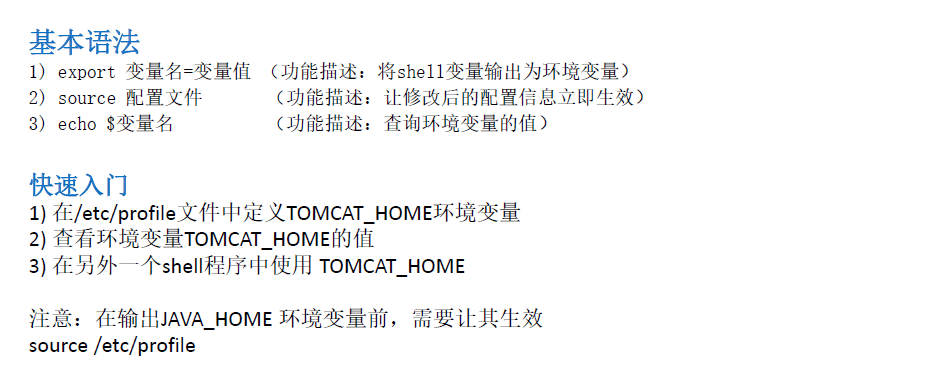 基本语法
1) export 变量名=变量值 （功能描述：将shell变量输出为环境变量）
2) source 配置文件 （功能描述：让修改后的配置信息立即生效）
3) echo $变量名 （功能描述：查询环境变量的值）
快速入门
1) 在/etc/profile文件中定义TOMCAT_HOME环境变量
2) 查看环境变量TOMCAT_HOME的值
3) 在另外一个shell程序中使用 TOMCAT_HOME
注意：在输出JAVA_HOME 环境变量前，需要让其生效
source /etc/profile